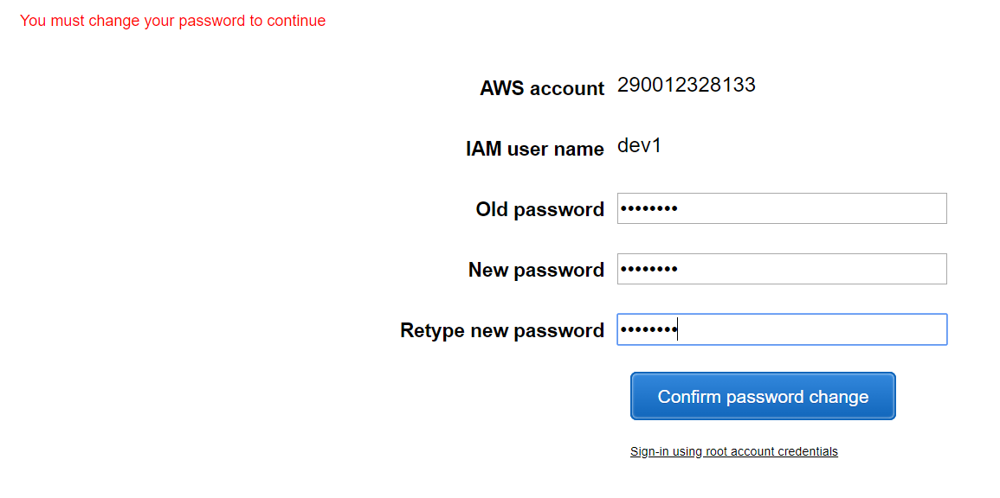 You must change your password to continue
AWS account 290012328133
IAM user name dev1
Old password ••••••••
New password ••••••••
Retype new password ••••••••
Confirm password change
Sign-in using root account credentials